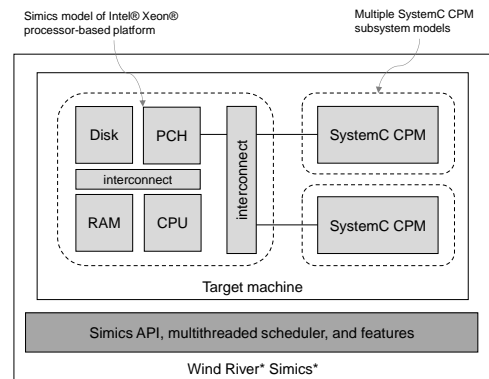 Simics model of Intel® Xeon®
processor-based platform
Multiple SystemC CPM
subsystem models
Disk
PCH
interconnect
RAM
CPU
interconnect
SystemC CPM
SystemC CPM
Target machine
Simics API, multithreaded scheduler, and features
Wind River* Simics*